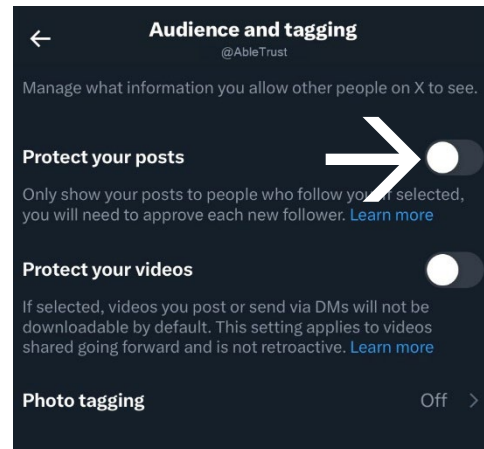 Audience and tagging
@AbleTrust
Manage what information you allow other people on X to see.
Protect your posts
Only show your posts to people who follow you. If selected,
you will need to approve each new follower. Learn more
Protect your videos
If selected, videos you post or send via DMs will not be
downloadable by default. This setting applies to videos
shared going forward and is not retroactive. Learn more
Photo tagging
Off